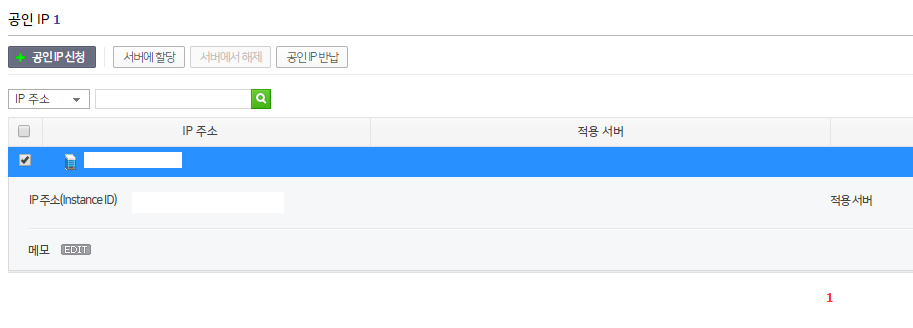 공인 IP 1
+ 공인 IP 신청 서버에 할당 서버에서 해제 공인 IP 반납
IP 주소
IP 주소 적용 서버
IP 주소(Instance ID) 적용 서버
메모 EDIT
1